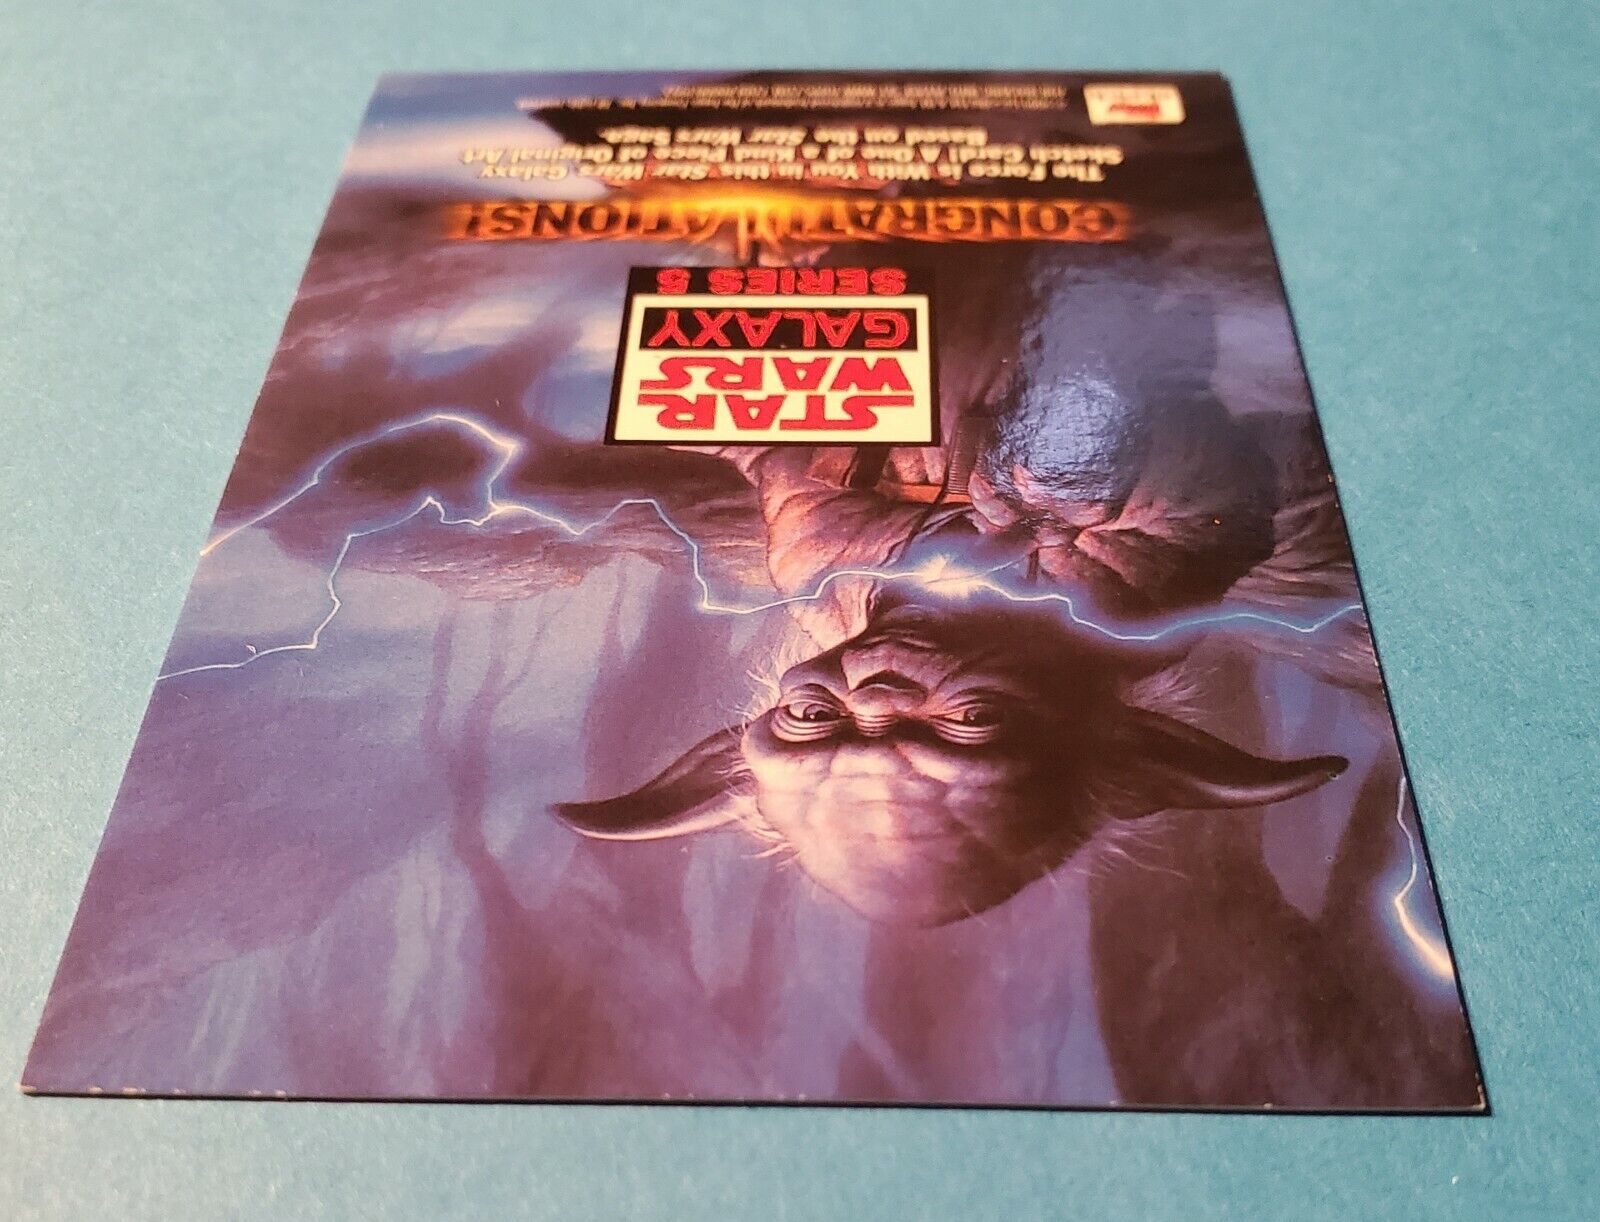 STAR
WARS
GALAXY
SERIES 5
CONGRATULATIONS!
The Force is With You in this Star Wars Galaxy
Sketch Card! A One of a Kind Piece of Original Art
Based on the Star Wars Saga.